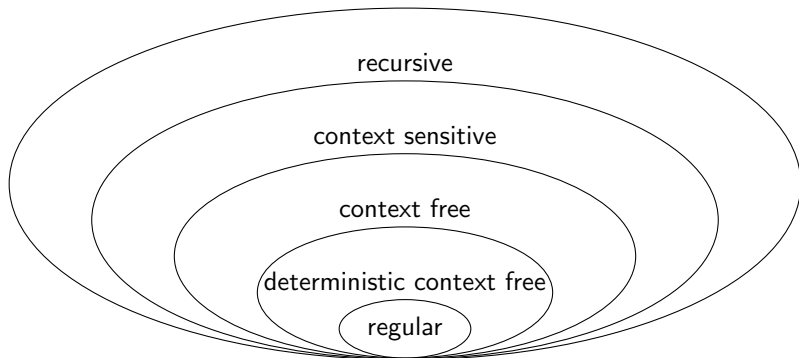 recursive
context sensitive
context free
deterministic context free
regular